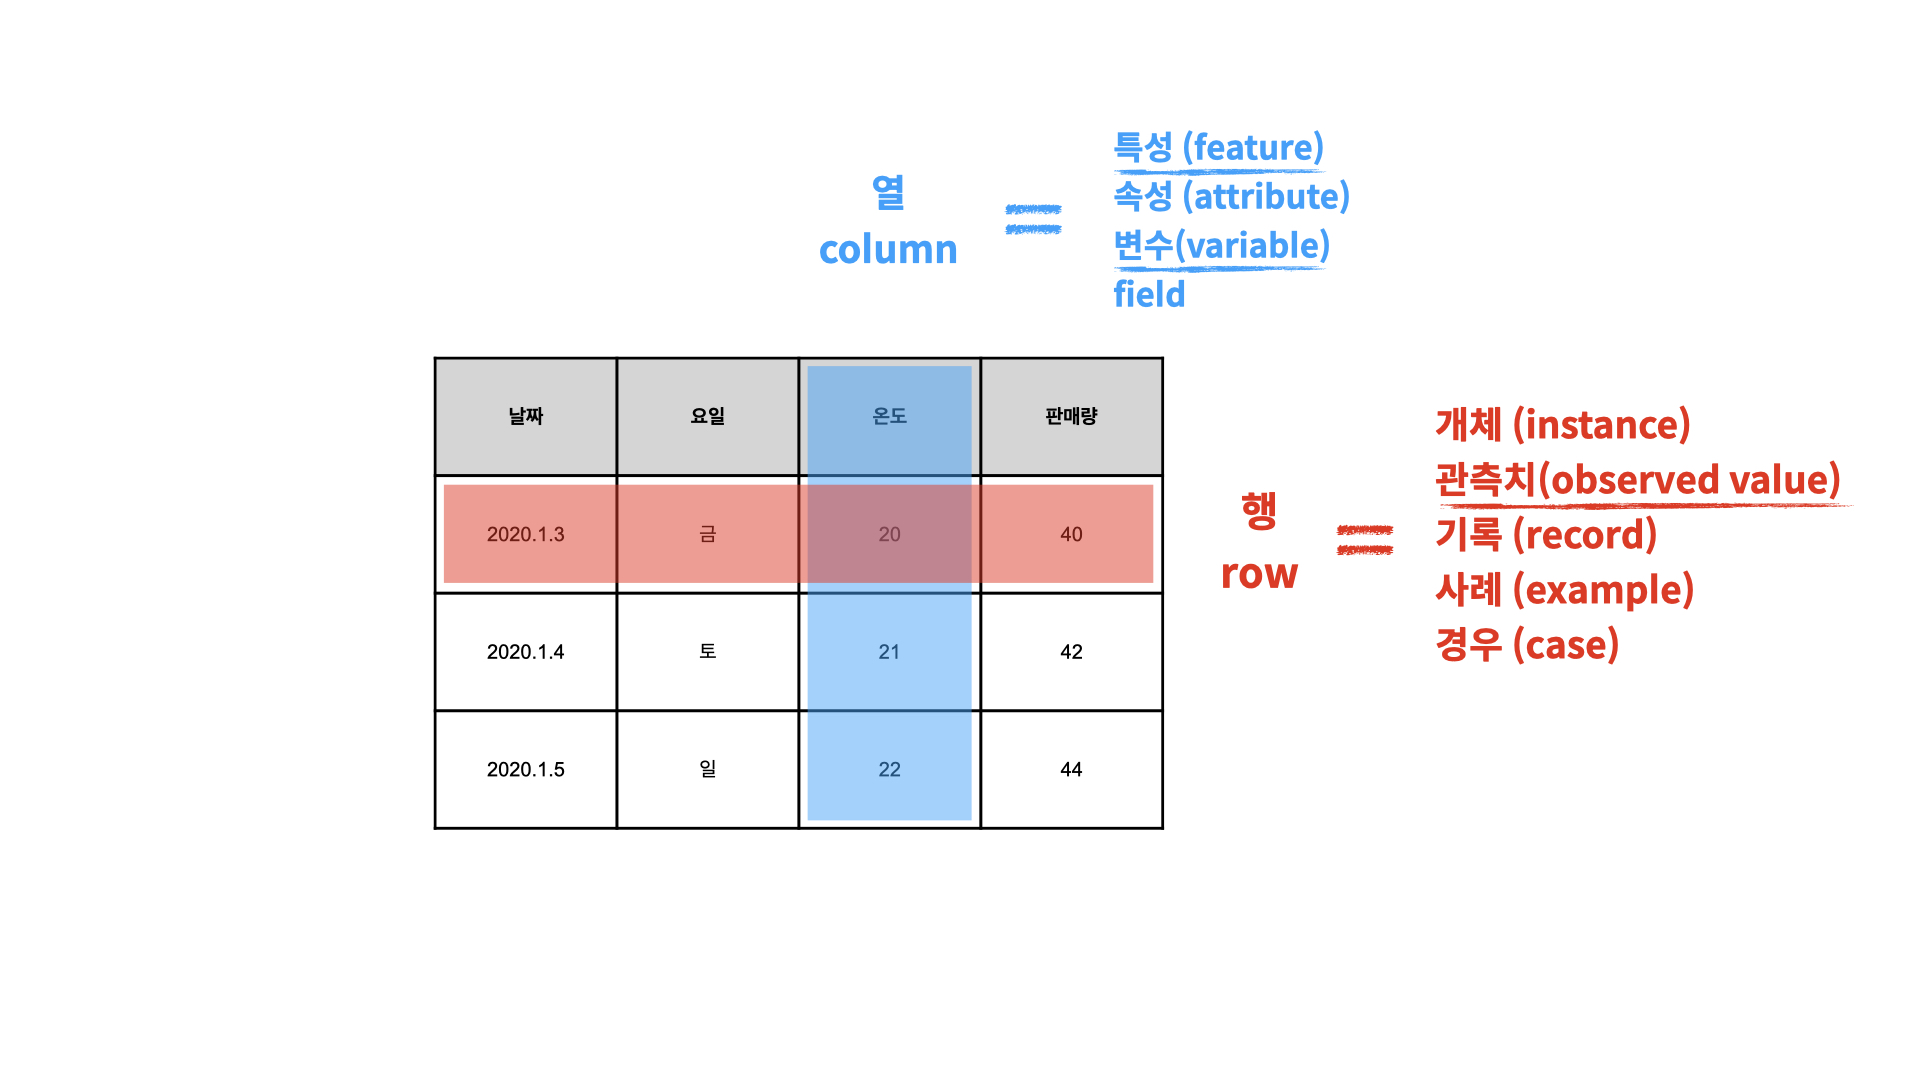 특성 (feature)
속성 (attribute)
변수(variable)
field
열
column
=
날짜 요일 온도 판매량
2020.1.3 금 20 40
2020.1.4 토 21 42
2020.1.5 일 22 44
행
row
=
개체 (instance)
관측치(observed value)
기록 (record)
사례 (example)
경우 (case)